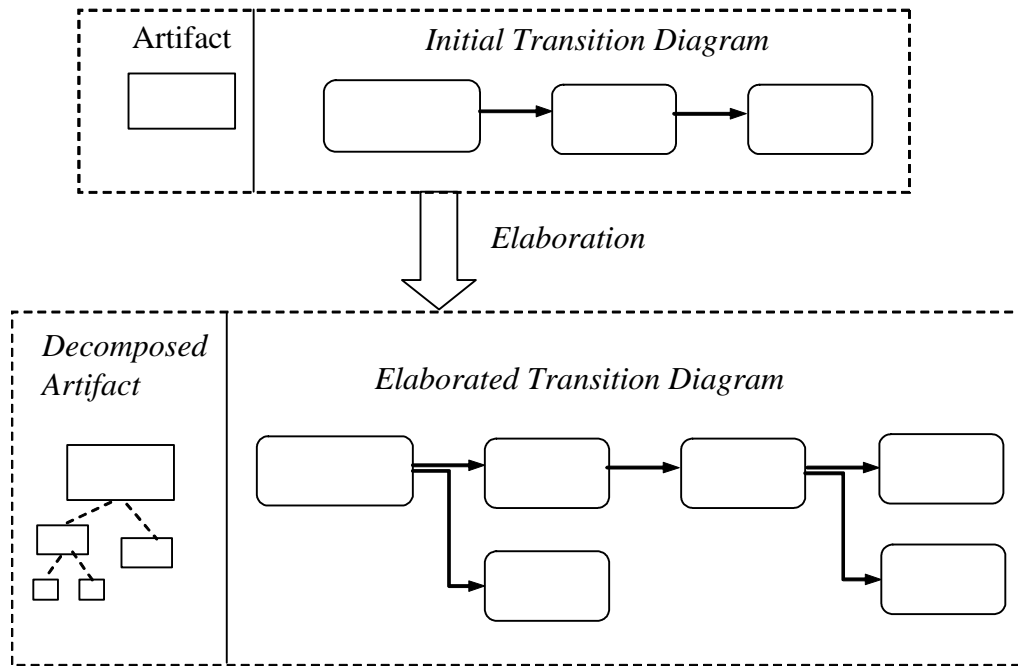 Artifact
Initial Transition Diagram
Elaboration
Decomposed
Artifact
Elaborated Transition Diagram